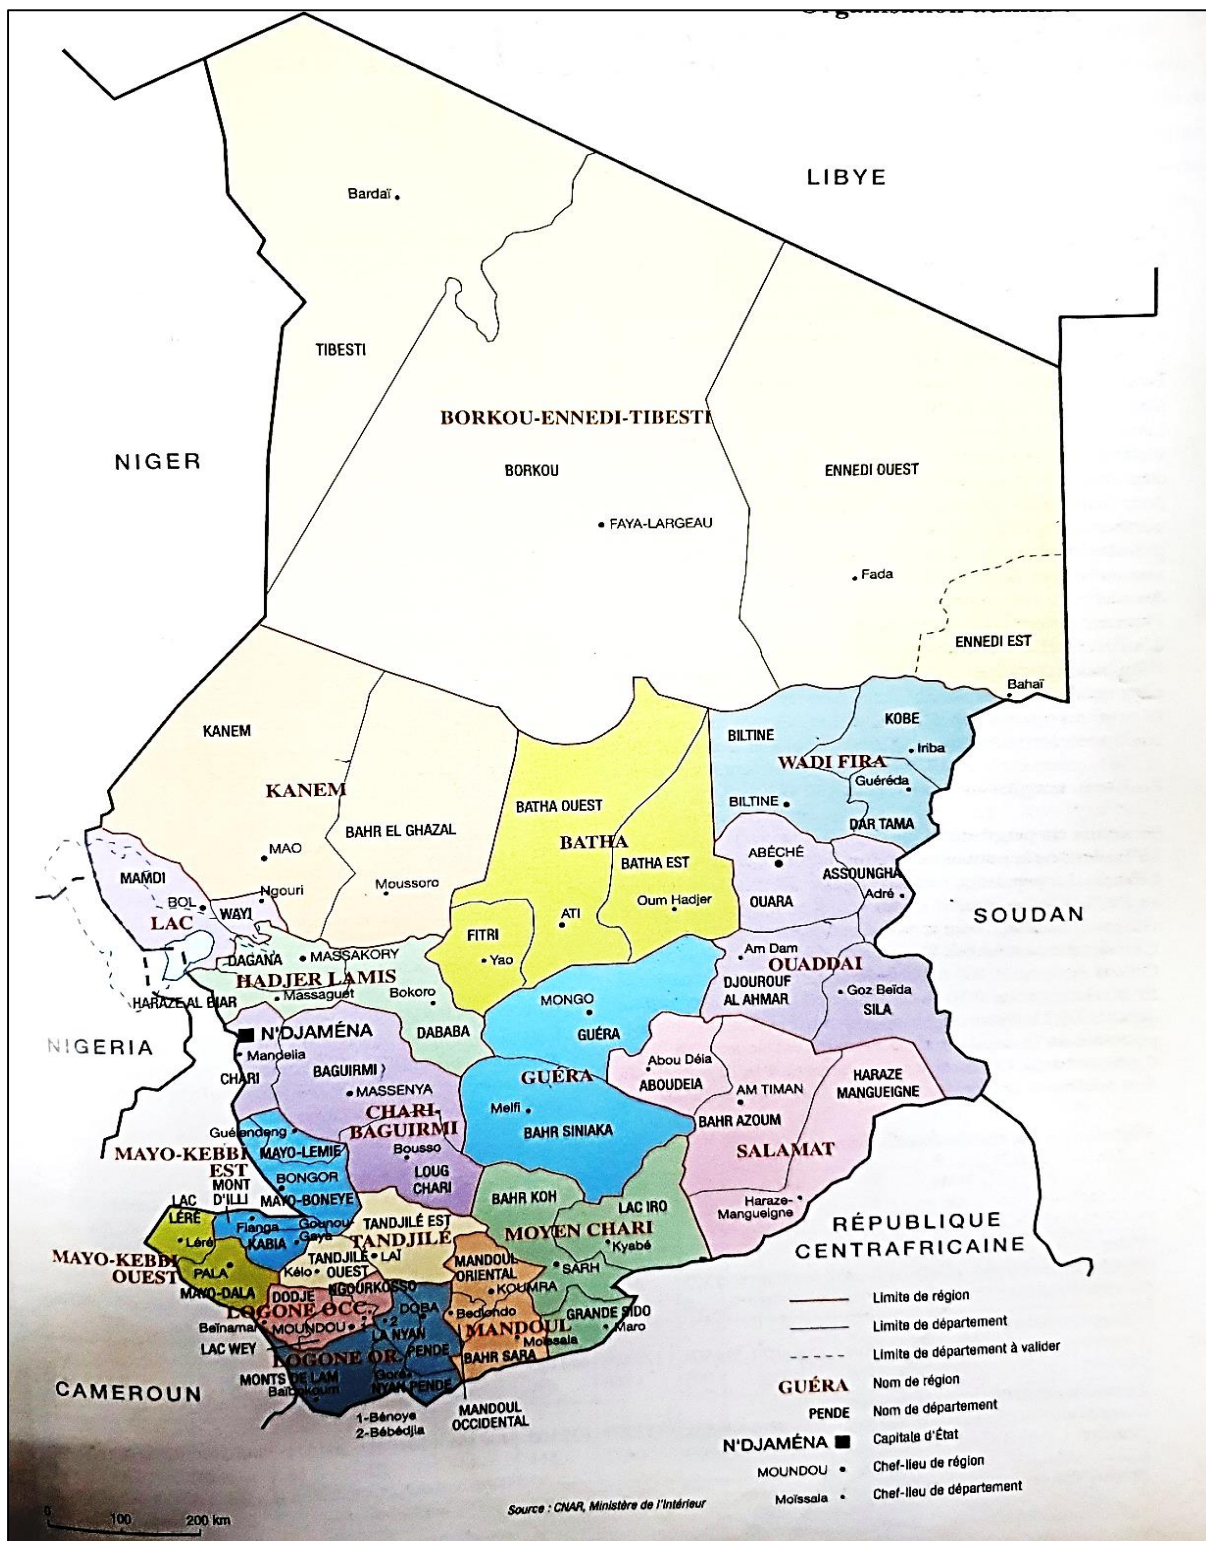 LIBYE
Bardaï
TIBESTI
BORKOU-ENNEDI-TIBESTI
NIGER
BORKOU
ENNEDI OUEST
FAYA-LARGEAU
Fada
ENNEDI EST
Bahaï
KANEM
BILTINE
KOBE
Iriba
WADI FIRA
KANEM
Guéréda
BATHA OUEST
BILTINE
BAHR EL GHAZAL
DAR TAMA
BATHA
MAO
ABÉCHÉ
BATHA EST
ASSOUNGHA
MAMDI
Moussoro
Ngouri
Adré
BOL
Oum Hadjer
OUARA
WAYI
ATI
SOUDAN
LAC
FITRI
Am Dam
DAGANA
MASSAKORY
Yao
OUADDAI
HADJER LAMIS
DJOUROUF
AL AHMAR
Goz Beïda
Massaguet
Bokoro
HARAZE AL BIAR
MONGO
SILA
N'DJAMÉNA
DABABA
GUÉRA
NIGERIA
Mandelia
Abou Déia
BAGUIRMI
GUÉRA
HARAZE
MANGUEIGNE
CHARI
ABOUDEIA
AM TIMAN
MASSENYA
CHARI-
BAGUIRMI
Melfi
BAHR AZOUM
Guélendeng
BAHR SINIAKA
MAYO-KEBBI
EST
MAYO-LEMIE
Bousso
SALAMAT
MONT
D'ILLI
BONGOR
LOUG
CHARI
LAC
LÉRÉ
MAYO-BONEYE
BAHR KOH
LAC IRO
Haraze-
Mangueigne
Fianga
Gounou-
Gaya
TANDJILÉ EST
TANDJILÉ
MOYEN CHARI
RÉPUBLIQUE
CENTRAFRICAINE
Léré
KABIA
Kyabé
MAYO-KEBBI
OUEST
TANDJILÉ
OUEST
LAÏ
MANDOUL
ORIENTAL
SARH
PALA
Kélo
MAYO-DALA
DODJE
NGOURKOSSO
KOUMRA
LOGONE OCC.
DOBA
Bediondo
GRANDE SIDO
Beïnamar
MOUNDOU
1
2
MANDOUL
Maro
LA NYAN
Moïssala
LAC WEY
LOGONE OR.
PENDE
BAHR SARA
CAMEROUN
MONTS DE LAM
Goré
Baïbokoum
NYAN PENDE
MANDOUL
OCCIDENTAL
1-Bénoye
2-Bébédjia
Limite de région
Limite de département
Limite de département à valider
GUÉRA Nom de région
PENDE Nom de département
N'DJAMÉNA Capitale d'État
MOUNDOU Chef-lieu de région
Moïssala Chef-lieu de département
Source : CNAR, Ministère de l'Intérieur
0 100 200 km